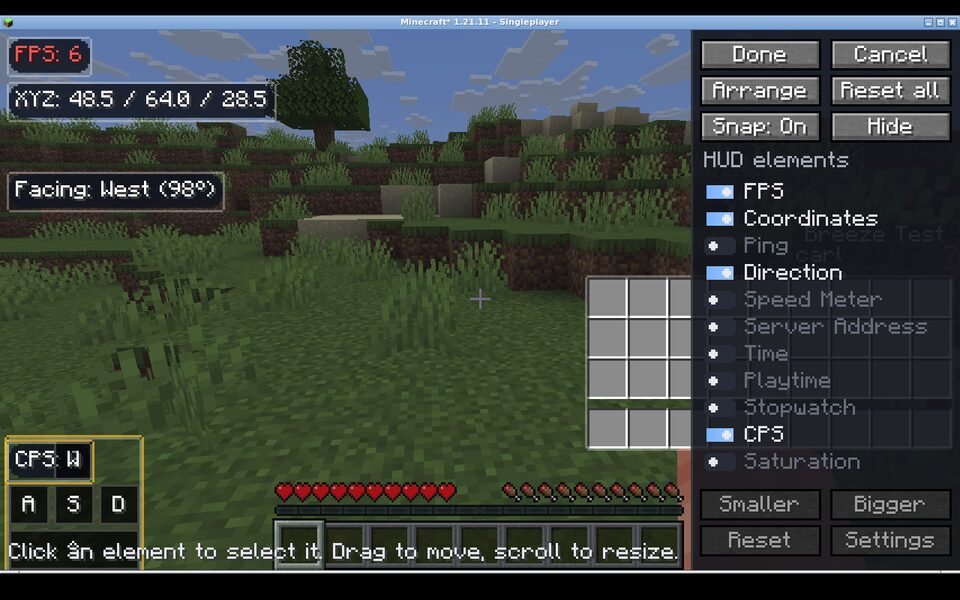 Minecraft* 1.21.11 - Singleplayer
FPS: 6
XYZ: 48.5 / 64.0 / 28.5
Facing: West (98°)
Done
Cancel
Arrange
Reset all
Snap: On
Hide
HUD elements
FPS
Coordinates
Breeze Test
Ping
carl
Direction
Speed Meter
Server Address
Time
Playtime
Stopwatch
CPS
Saturation
Smaller
Bigger
Reset
Settings
CPS: W
A S D
Click an element to select it. Drag to move, scroll to resize.